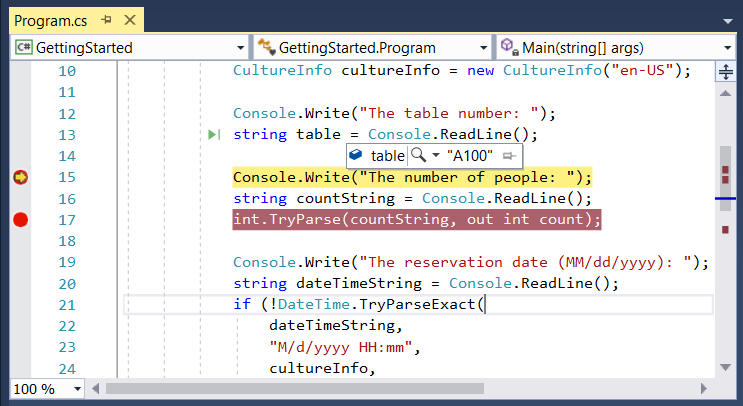 Program.cs
C# GettingStarted GettingStarted.Program Main(string[] args)
10 CultureInfo cultureInfo = new CultureInfo("en-US");
11
12 Console.Write("The table number: ");
13 string table = Console.ReadLine();
14 table "A100"
15 Console.Write("The number of people: ");
16 string countString = Console.ReadLine();
17 int.TryParse(countString, out int count);
18
19 Console.Write("The reservation date (MM/dd/yyyy): ");
20 string dateTimeString = Console.ReadLine();
21 if (!DateTime.TryParseExact(
22 dateTimeString,
23 "M/d/yyyy HH:mm",
24 cultureInfo,
100 %